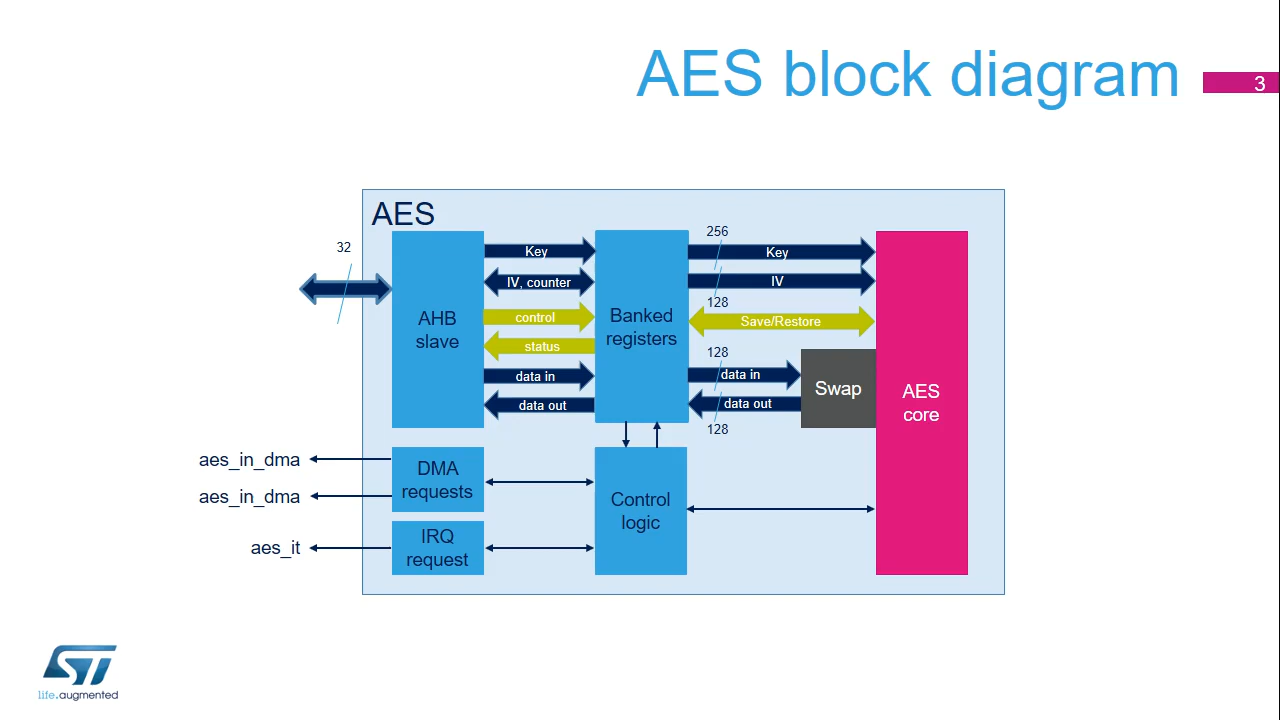 AES block diagram
3
AES
32
AHB
slave
Key
IV, counter
control
status
data in
data out
Banked
registers
256
Key
IV
128
Save/Restore
128
data in
data out
128
Swap
AES
core
aes_in_dma
aes_in_dma
aes_it
DMA
requests
IRQ
request
Control
logic
ST
life.augmented